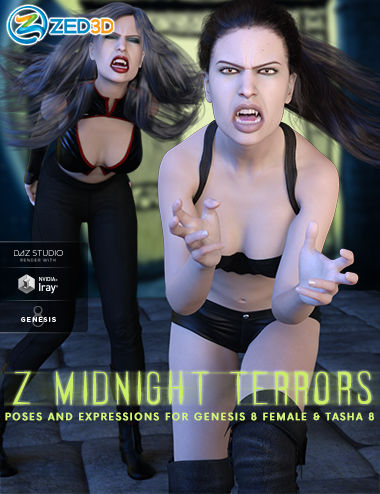 ZED3D
DAZ STUDIO
RENDER WITH
NVIDIA®
Iray®
8
GENESIS
Z MIDNIGHT TERRORS
POSES AND EXPRESSIONS FOR GENESIS 8 FEMALE & TASHA 8